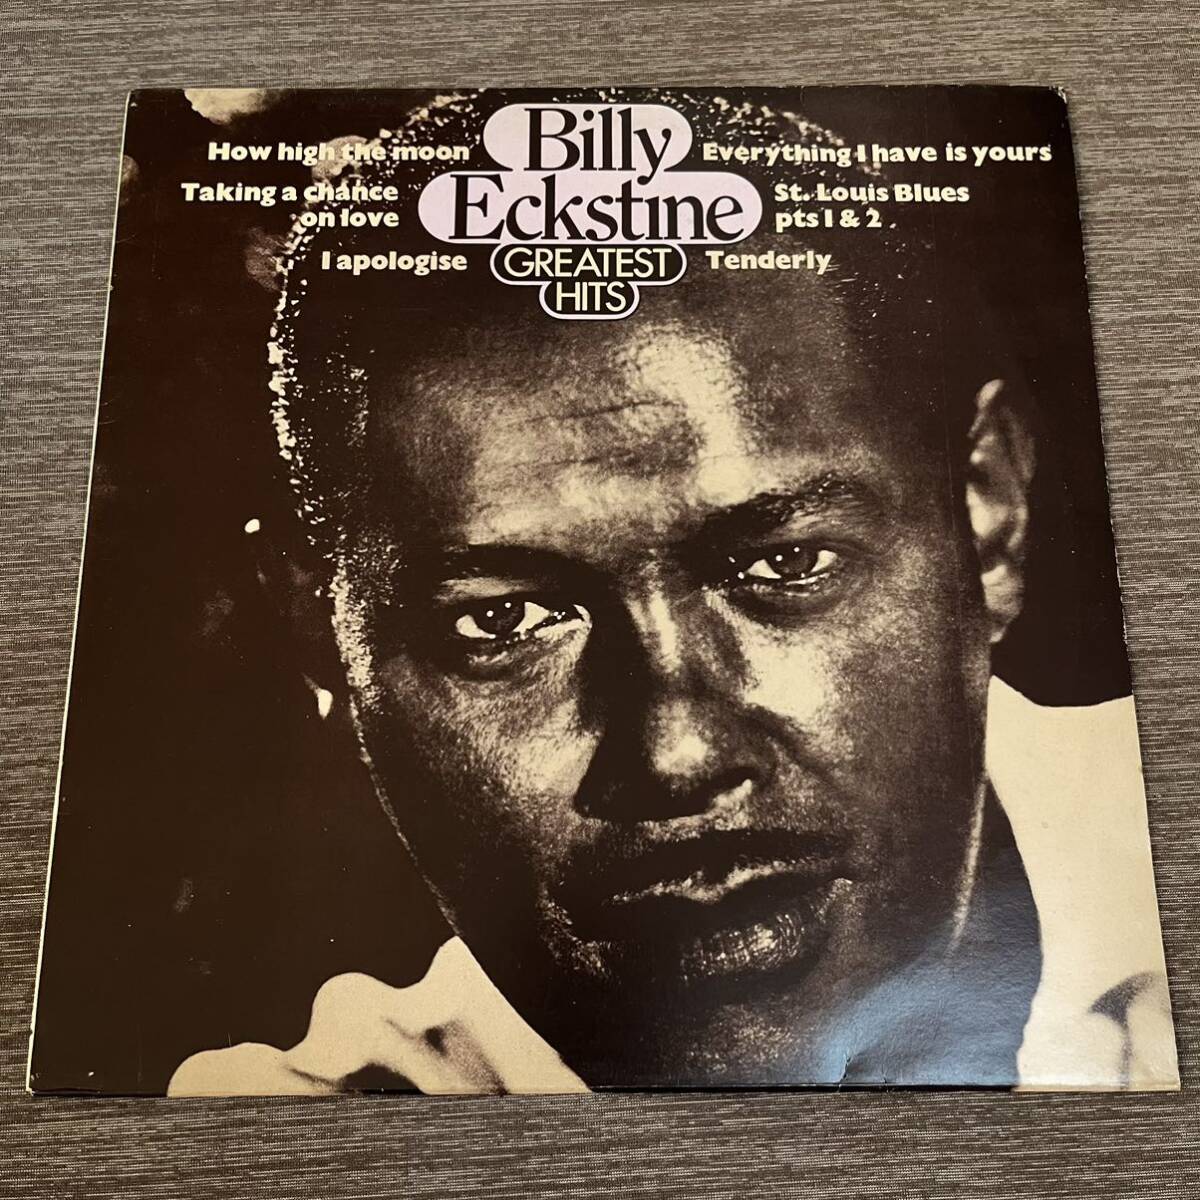 Billy
Eckstine
GREATEST
HITS
How high the moon
Taking a chance
on love
I apologise
Everything I have is yours
St. Louis Blues
pts 1 & 2
Tenderly